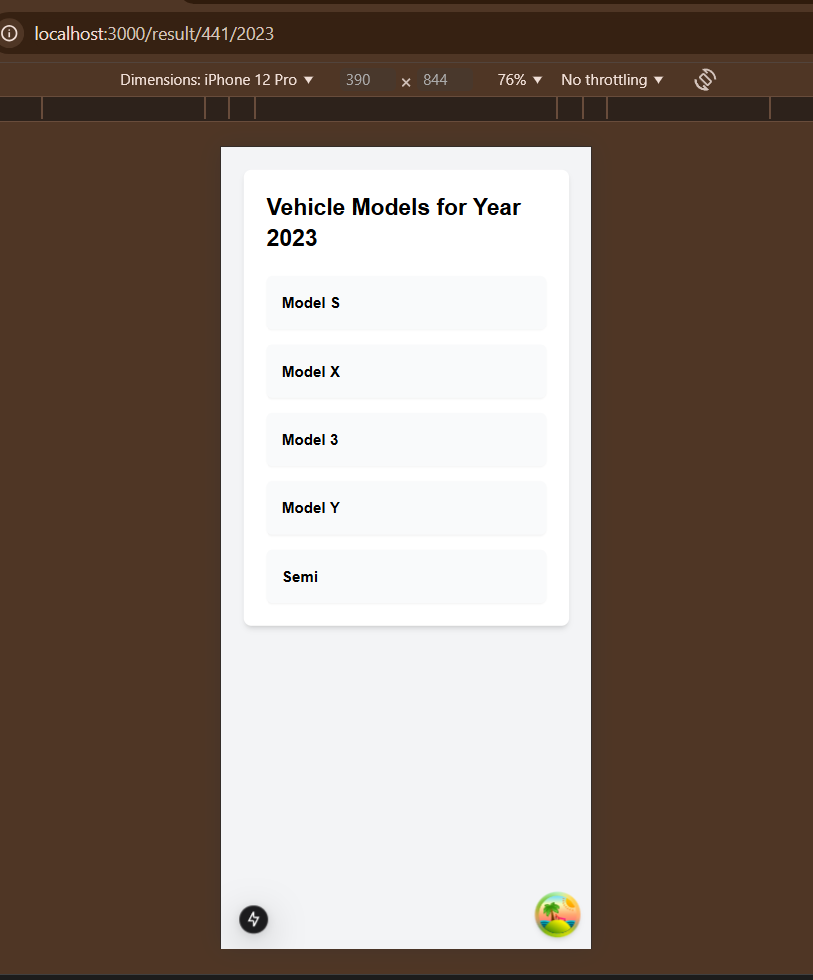 localhost:3000/result/441/2023
Dimensions: iPhone 12 Pro ▼ 390 × 844 76% ▼ No throttling ▼
Vehicle Models for Year
2023
Model S
Model X
Model 3
Model Y
Semi